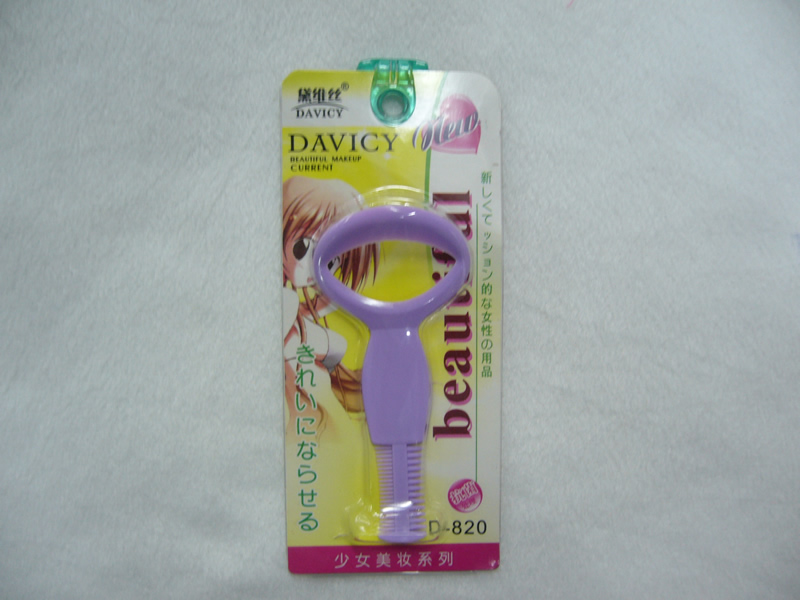 黛维丝®
DAVICY
DAVICY
BEAUTIFUL MAKEUP
CURRENT
New
beautiful
新しくてッション的な女性の用品
きれいにならせる
D-820
少女美妆系列